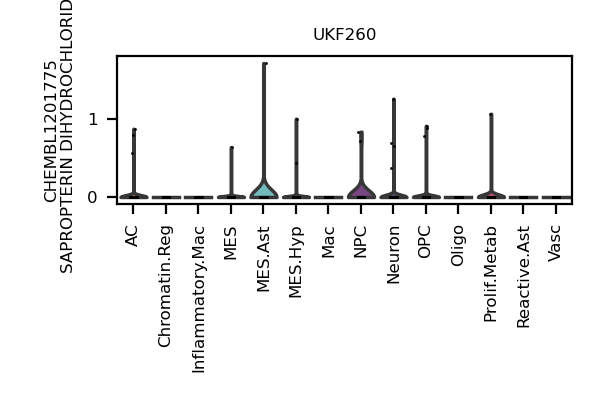 UKF260
CHEMBL1201775
SAPROPTERIN DIHYDROCHLORID
1
0
AC
Chromatin.Reg
Inflammatory.Mac
MES
MES.Ast
MES.Hyp
Mac
NPC
Neuron
OPC
Oligo
Prolif.Metab
Reactive.Ast
Vasc